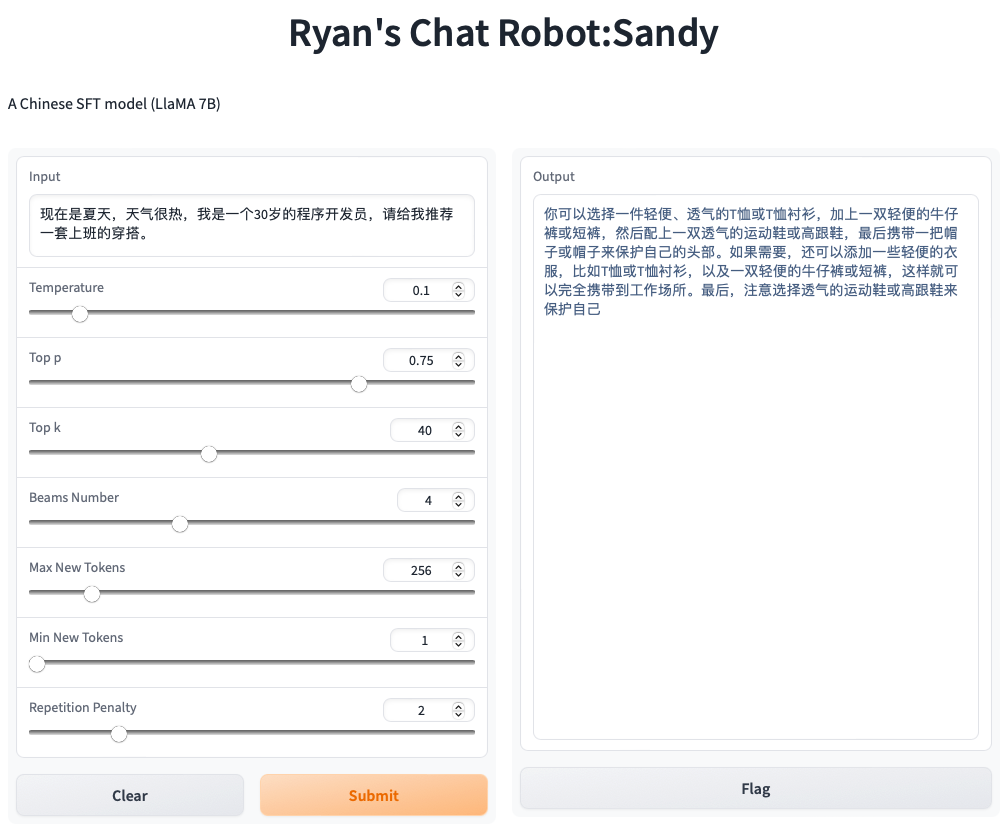 Ryan's Chat Robot:Sandy
A Chinese SFT model (LlaMA 7B)
Input
现在是夏天，天气很热，我是一个30岁的程序开发员，请给我推荐
一套上班的穿搭。
Temperature
0.1
Top p
0.75
Top k
40
Beams Number
4
Max New Tokens
256
Min New Tokens
1
Repetition Penalty
2
Clear
Submit
Output
你可以选择一件轻便、透气的T恤或T恤衬衫，加上一双轻便的牛仔
裤或短裤，然后配上一双透气的运动鞋或高跟鞋，最后携带一把帽
子或帽子来保护自己的头部。如果需要，还可以添加一些轻便的衣
服，比如T恤或T恤衬衫，以及一双轻便的牛仔裤或短裤，这样就可
以完全携带到工作场所。最后，注意选择透气的运动鞋或高跟鞋来
保护自己
Flag